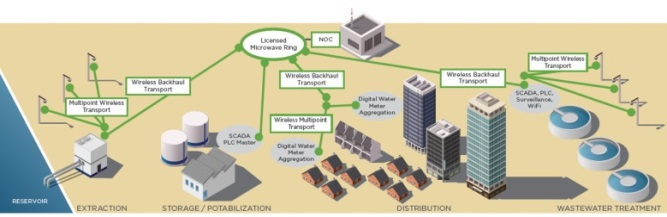 Licensed
Microwave Ring
NOC
Wireless Backhaul
Transport
Multipoint Wireless
Transport
Wireless Backhaul
Transport
Wireless Backhaul
Transport
Multipoint Wireless
Transport
SCADA, PLC,
Surveillance,
WiFi
Digital Water
Meter
Aggregation
Wireless Multipoint
Transport
SCADA
PLC Master
Digital Water
Meter
Aggregation
RESERVOIR
EXTRACTION
STORAGE / POTABILIZATION
DISTRIBUTION
WASTEWATER TREATMENT